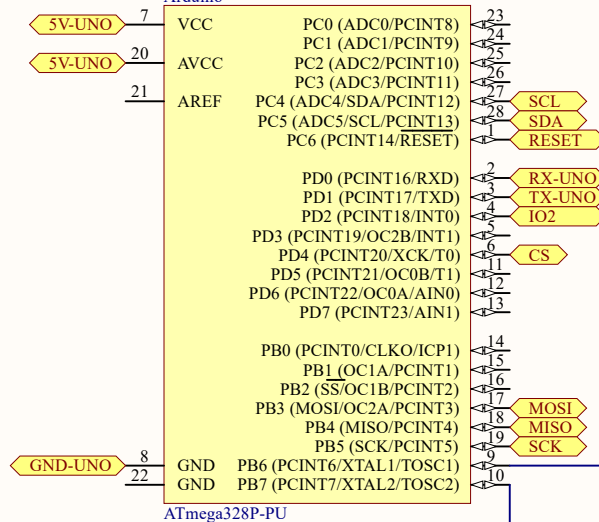 Arduino
5V-UNO 7 VCC PC0 (ADC0/PCINT8) 23
PC1 (ADC1/PCINT9) 24
5V-UNO 20 AVCC PC2 (ADC2/PCINT10) 25
PC3 (ADC3/PCINT11) 26
21 AREF PC4 (ADC4/SDA/PCINT12) 27 SCL
PC5 (ADC5/SCL/PCINT13) 28 SDA
PC6 (PCINT14/RESET) 1 RESET
PD0 (PCINT16/RXD) 2 RX-UNO
PD1 (PCINT17/TXD) 3 TX-UNO
PD2 (PCINT18/INT0) 4 IO2
PD3 (PCINT19/OC2B/INT1) 5
PD4 (PCINT20/XCK/T0) 6 CS
PD5 (PCINT21/OC0B/T1) 11
PD6 (PCINT22/OC0A/AIN0) 12
PD7 (PCINT23/AIN1) 13
PB0 (PCINT0/CLKO/ICP1) 14
PB1 (OC1A/PCINT1) 15
PB2 (SS/OC1B/PCINT2) 16
PB3 (MOSI/OC2A/PCINT3) 17 MOSI
PB4 (MISO/PCINT4) 18 MISO
PB5 (SCK/PCINT5) 19 SCK
GND-UNO 8 GND PB6 (PCINT6/XTAL1/TOSC1) 9
22 GND PB7 (PCINT7/XTAL2/TOSC2) 10
ATmega328P-PU